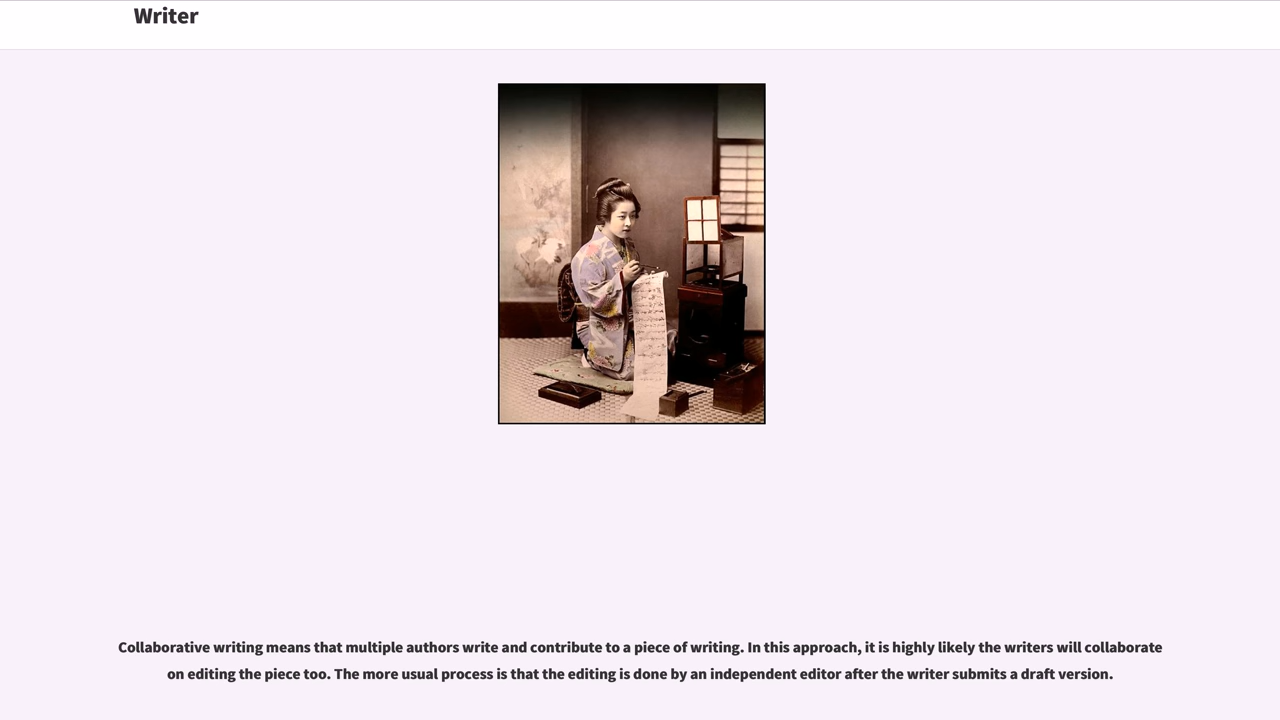 Writer
Collaborative writing means that multiple authors write and contribute to a piece of writing. In this approach, it is highly likely the writers will collaborate
on editing the piece too. The more usual process is that the editing is done by an independent editor after the writer submits a draft version.